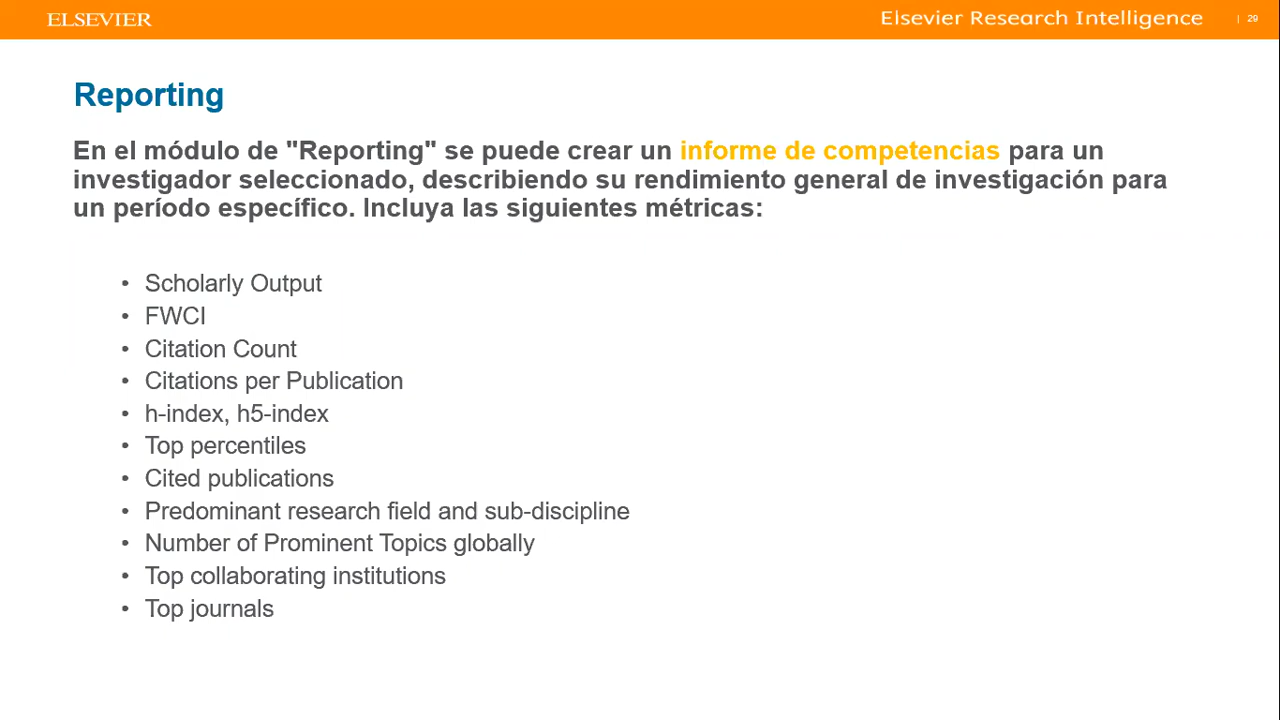 ELSEVIER
Elsevier Research Intelligence
| 29
Reporting
En el módulo de "Reporting" se puede crear un informe de competencias para un
investigador seleccionado, describiendo su rendimiento general de investigación para
un período específico. Incluya las siguientes métricas:
• Scholarly Output
• FWCI
• Citation Count
• Citations per Publication
• h-index, h5-index
• Top percentiles
• Cited publications
• Predominant research field and sub-discipline
• Number of Prominent Topics globally
• Top collaborating institutions
• Top journals